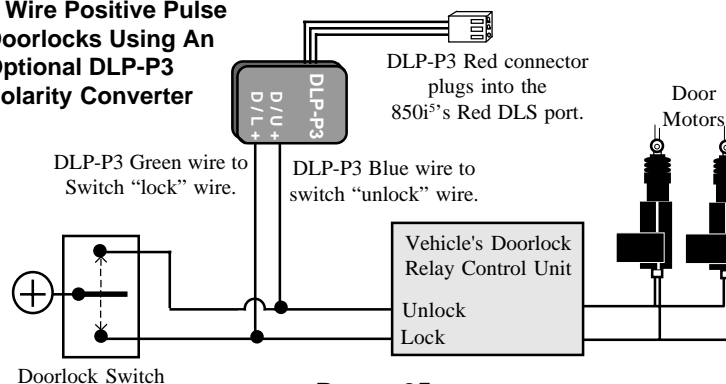 Wire Positive Pulse
Doorlocks Using An
Optional DLP-P3
Polarity Converter
DLP-P3
D/U+
D/L+
DLP-P3 Red connector
plugs into the
850i⁵'s Red DLS port.
Door
Motors
DLP-P3 Green wire to
Switch “lock” wire.
DLP-P3 Blue wire to
switch “unlock” wire.
Vehicle's Doorlock
Relay Control Unit
Unlock
Lock
+
Doorlock Switch